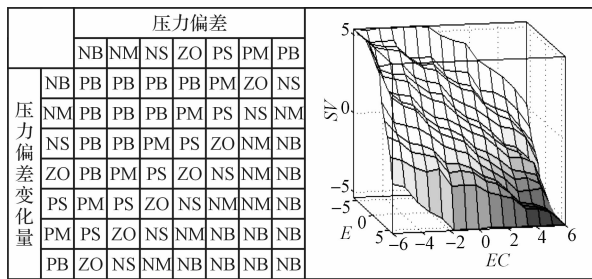 压力偏差
NB NM NS ZO PS PM PB
压力偏差变化量
NB PB PB PB PB PM ZO NS
NM PB PB PB PM PS NS NM
NS PB PB PM PS ZO NM NB
ZO PB PM PS ZO NS NM NB
PS PM PS ZO NS NM NM NB
PM PS ZO NS NM NB NB NB
PB ZO NS NM NB NB NB NB
5
0
-5
SV
-5
0
5
E
-6 -4 -2 0 2 4 6
EC